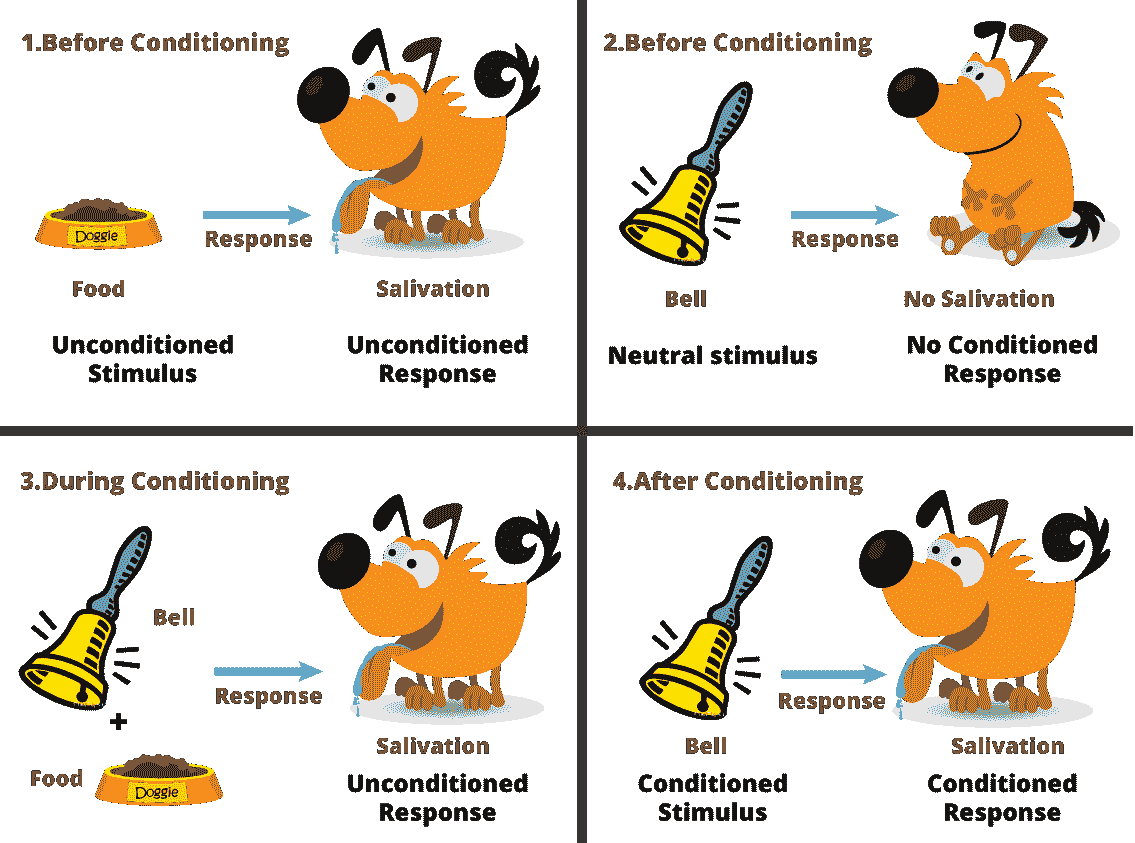 1.Before Conditioning
Doggie
Response
Food
Salivation
Unconditioned
Stimulus
Unconditioned
Response
2.Before Conditioning
Response
Bell
No Salivation
Neutral stimulus
No Conditioned
Response
3.During Conditioning
Bell
Response
+
Food
Doggie
Salivation
Unconditioned
Response
4.After Conditioning
Response
Bell
Salivation
Conditioned
Stimulus
Conditioned
Response